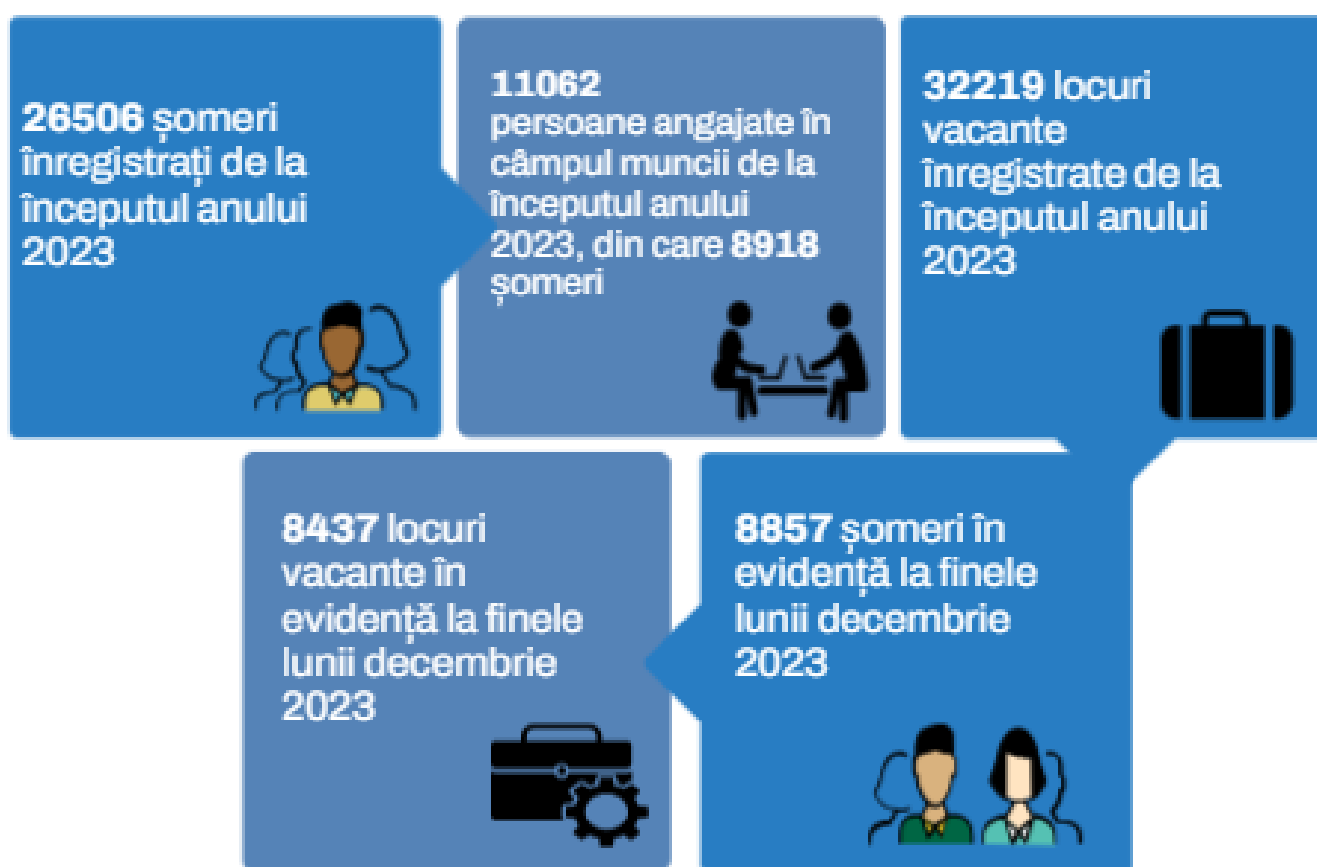 26506 șomeri
înregistrați de la
începutul anului
2023
11062
persoane angajate în
câmpul muncii de la
începutul anului
2023, din care 8918
șomeri
32219 locuri
vacante
înregistrate de la
începutul anului
2023
8437 locuri
vacante în
evidență la finele
lunii decembrie
2023
8857 șomeri în
evidență la finele
lunii decembrie
2023